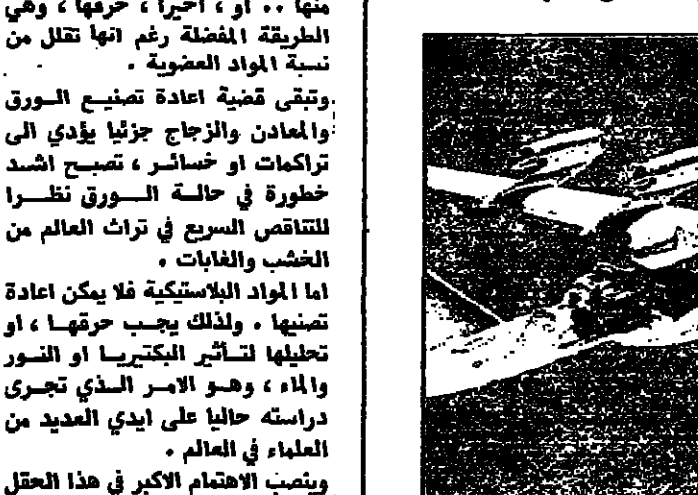 منها .. او ، اخيرا ، حرقها ، وهي
الطريقة المفضلة رغم انها تقلل من
نسبة المواد العضوية .
وتبقى قضية اعادة تصنيع الورق
والمعادن والزجاج جزئيا يؤدي الى
تراكمات او خسائر ، تصبح اشد
خطورة في حالة الورق نظرا
للتناقص السريع في تراث العالم من
الخشب والغابات .
اما المواد البلاستيكية فلا يمكن اعادة
تصنيها . ولذلك يجب حرقها ، او
تحليلها لتأثير البكتيريا او النور
والماء ، وهو الامر الذي تجرى
دراسته حاليا على ايدي العديد من
العلماء في العالم .
وينصب الاهتمام الاكبر في هذا الحقل